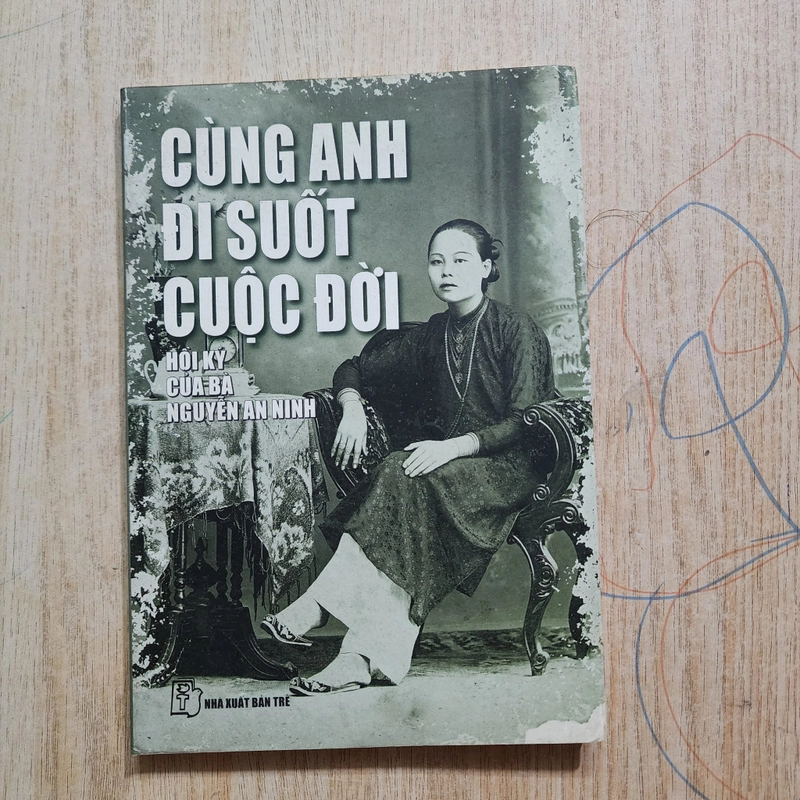 CÙNG ANH
ĐI SUỐT
CUỘC ĐỜI
HỒI KÝ
CỦA BÀ
NGUYỄN AN NINH
NHÀ XUẤT BẢN TRẺ